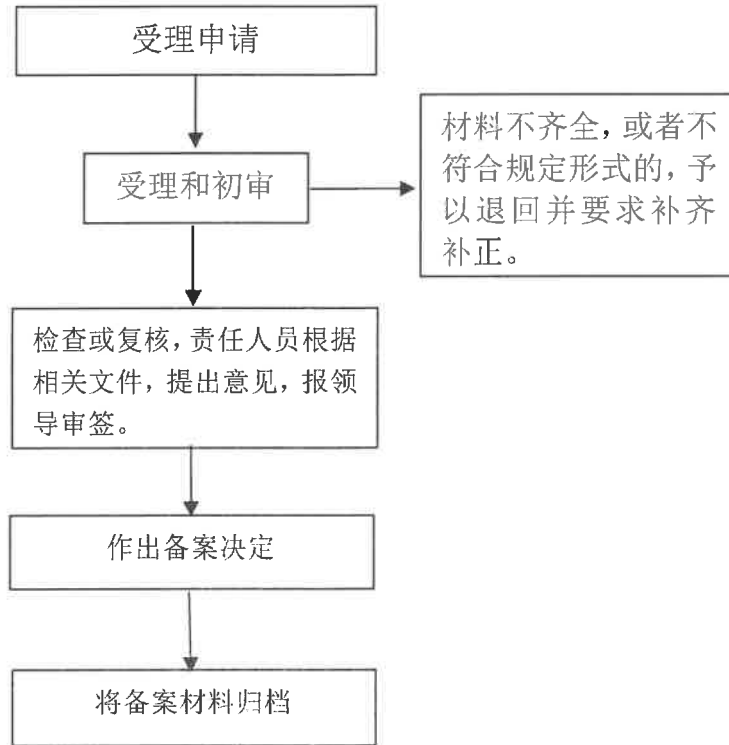 受理申请
受理和初审
材料不齐全，或者不
符合规定形式的，予
以退回并要求补齐
补正。
检查或复核，责任人员根据
相关文件，提出意见，报领
导审签。
作出备案决定
将备案材料归档